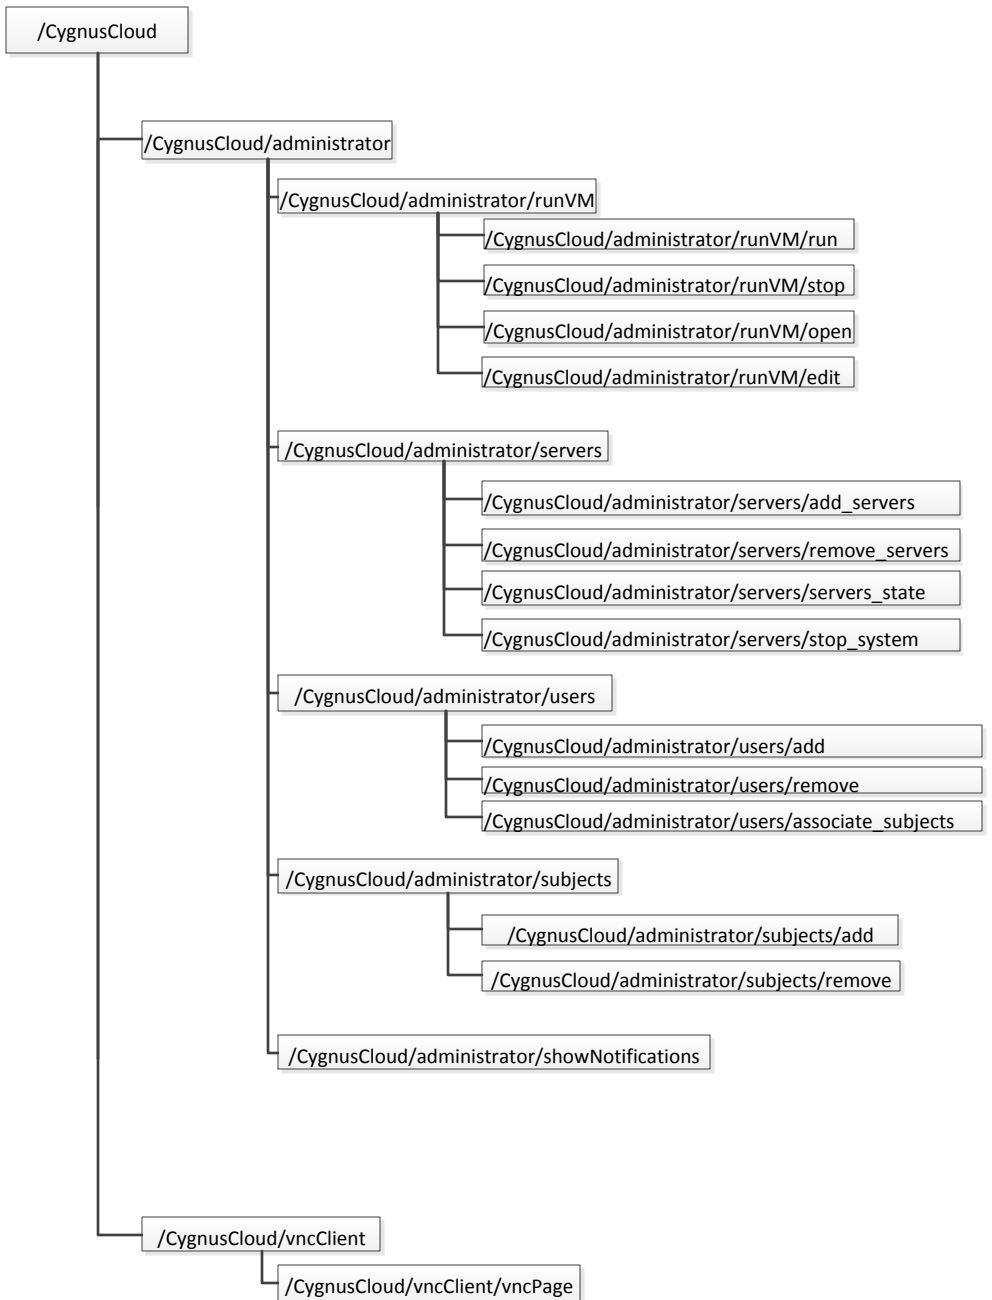 /CygnusCloud
/CygnusCloud/administrator
/CygnusCloud/administrator/runVM
/CygnusCloud/administrator/runVM/run
/CygnusCloud/administrator/runVM/stop
/CygnusCloud/administrator/runVM/open
/CygnusCloud/administrator/runVM/edit
/CygnusCloud/administrator/servers
/CygnusCloud/administrator/servers/add_servers
/CygnusCloud/administrator/servers/remove_servers
/CygnusCloud/administrator/servers/servers_state
/CygnusCloud/administrator/servers/stop_system
/CygnusCloud/administrator/users
/CygnusCloud/administrator/users/add
/CygnusCloud/administrator/users/remove
/CygnusCloud/administrator/users/associate_subjects
/CygnusCloud/administrator/subjects
/CygnusCloud/administrator/subjects/add
/CygnusCloud/administrator/subjects/remove
/CygnusCloud/administrator/showNotifications
/CygnusCloud/vncClient
/CygnusCloud/vncClient/vncPage